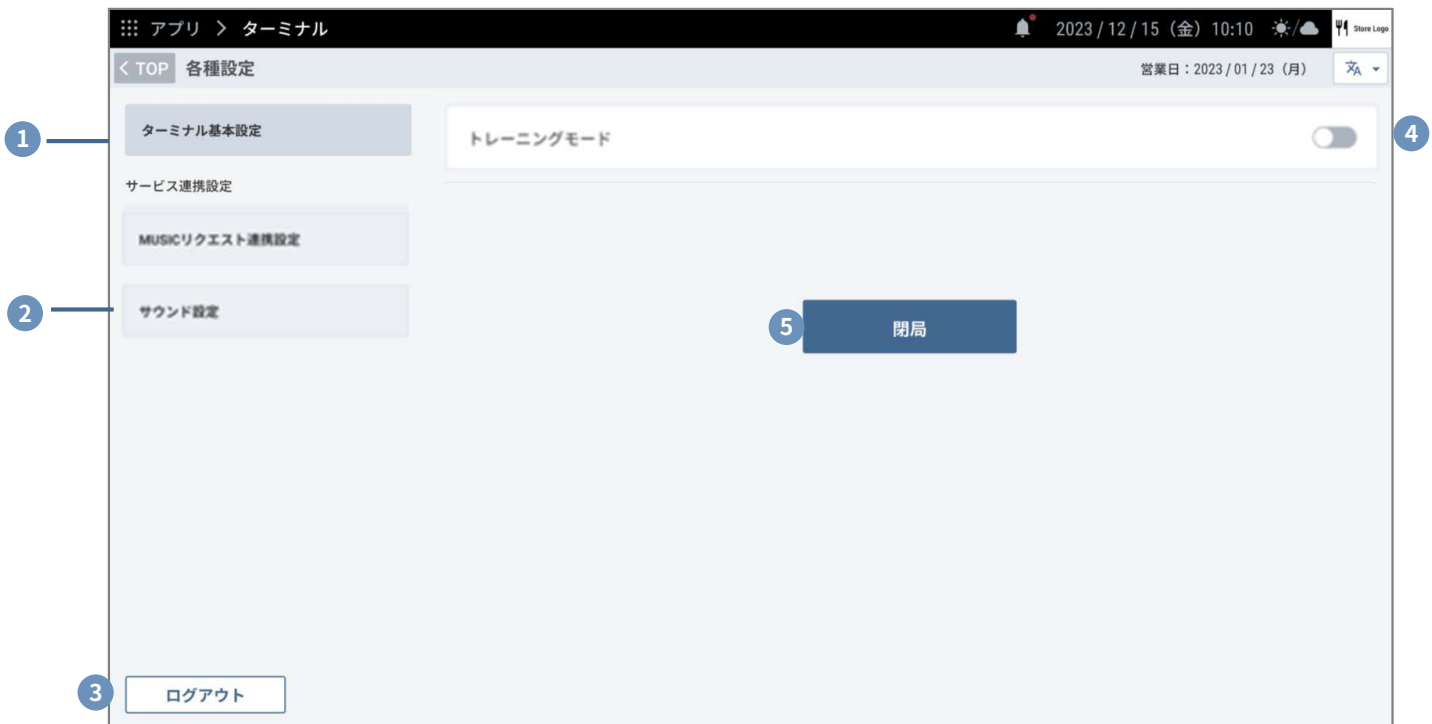 アプリ > ターミナル
2023 / 12 / 15（金）10:10
Store Logo
< TOP 各種設定
営業日：2023 / 01 / 23（月）
文A
1
ターミナル基本設定
トレーニングモード
4
サービス連携設定
MUSICリクエスト連携設定
2
サウンド設定
5
閉局
3
ログアウト